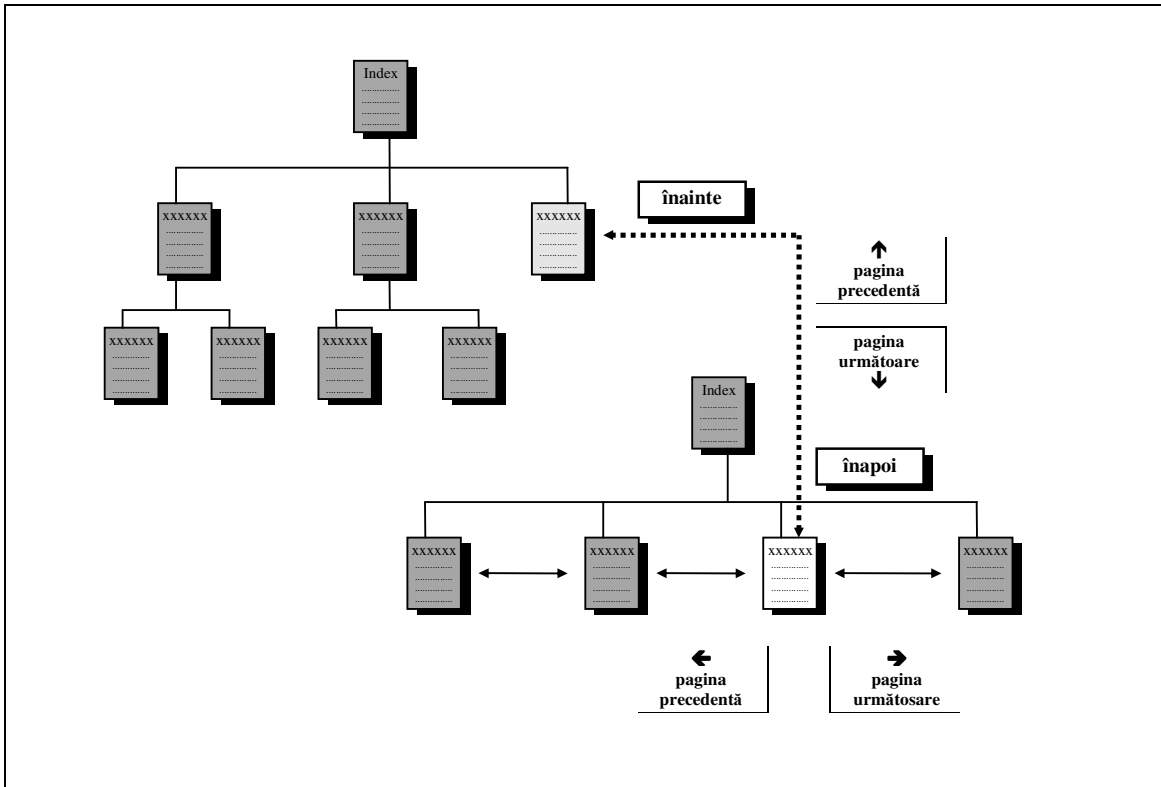 Index
xxxxxx
xxxxxx
xxxxxx
înainte
pagina
precedentă
xxxxxx
xxxxxx
xxxxxx
xxxxxx
pagina
următoare
Index
înapoi
xxxxxx
xxxxxx
xxxxxx
xxxxxx
pagina
precedentă
pagina
următosare